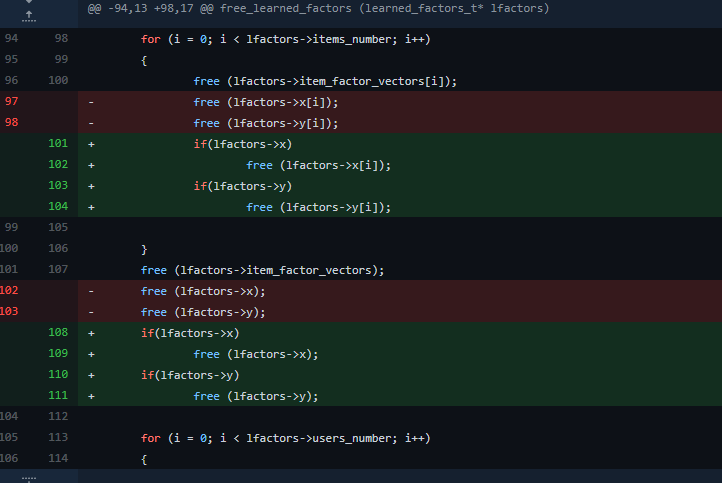 @@ -94,13 +98,17 @@ free_learned_factors (learned_factors_t* lfactors)
94 98 for (i = 0; i < lfactors->items_number; i++)
95 99 {
96 100 free (lfactors->item_factor_vectors[i]);
97 - free (lfactors->x[i]);
98 - free (lfactors->y[i]);
101 + if(lfactors->x)
102 + free (lfactors->x[i]);
103 + if(lfactors->y)
104 + free (lfactors->y[i]);
99 105
100 106 }
101 107 free (lfactors->item_factor_vectors);
102 - free (lfactors->x);
103 - free (lfactors->y);
108 + if(lfactors->x)
109 + free (lfactors->x);
110 + if(lfactors->y)
111 + free (lfactors->y);
104 112
105 113 for (i = 0; i < lfactors->users_number; i++)
106 114 {